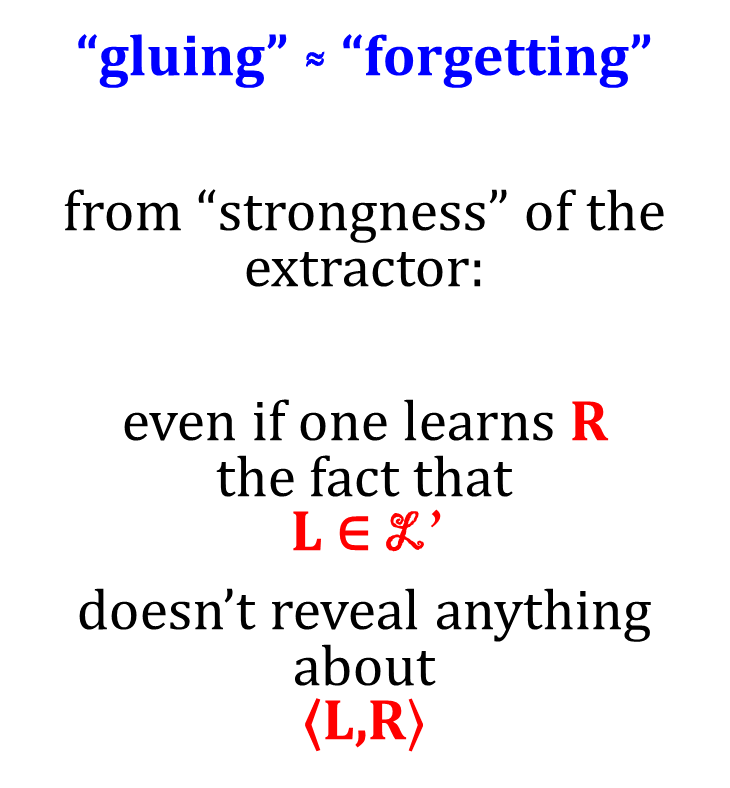 “gluing” ≈ “forgetting”
from “strongness” of the
extractor:
even if one learns R
the fact that
L ∈ ℒ’
doesn’t reveal anything
about
⟨L,R⟩